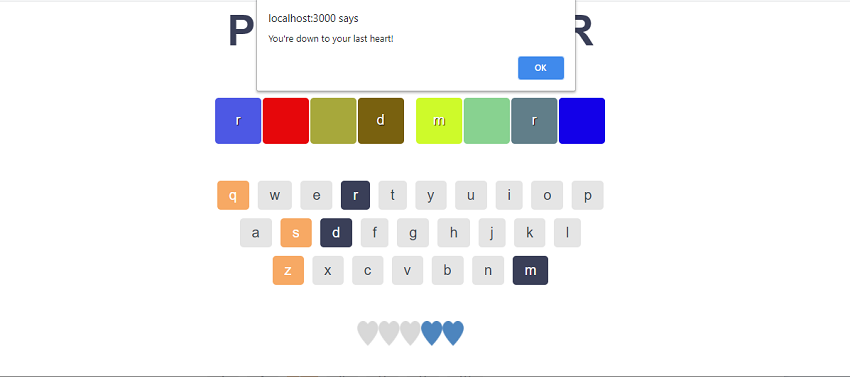 localhost:3000 says
You're down to your last heart!
OK
P R
r d m r
q w e r t y u i o p
a s d f g h j k l
z x c v b n m